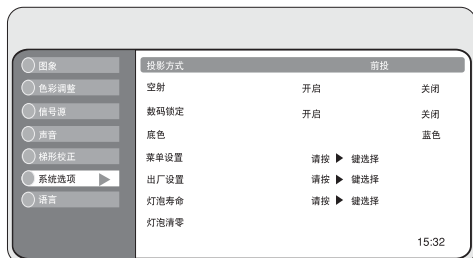 图象
色彩调整
信号源
声音
梯形校正
系统选项
语言
投影方式 前投
空射 开启 关闭
数码锁定 开启 关闭
底色 蓝色
菜单设置 请按 ▶ 键选择
出厂设置 请按 ▶ 键选择
灯泡寿命 请按 ▶ 键选择
灯泡清零
15:32